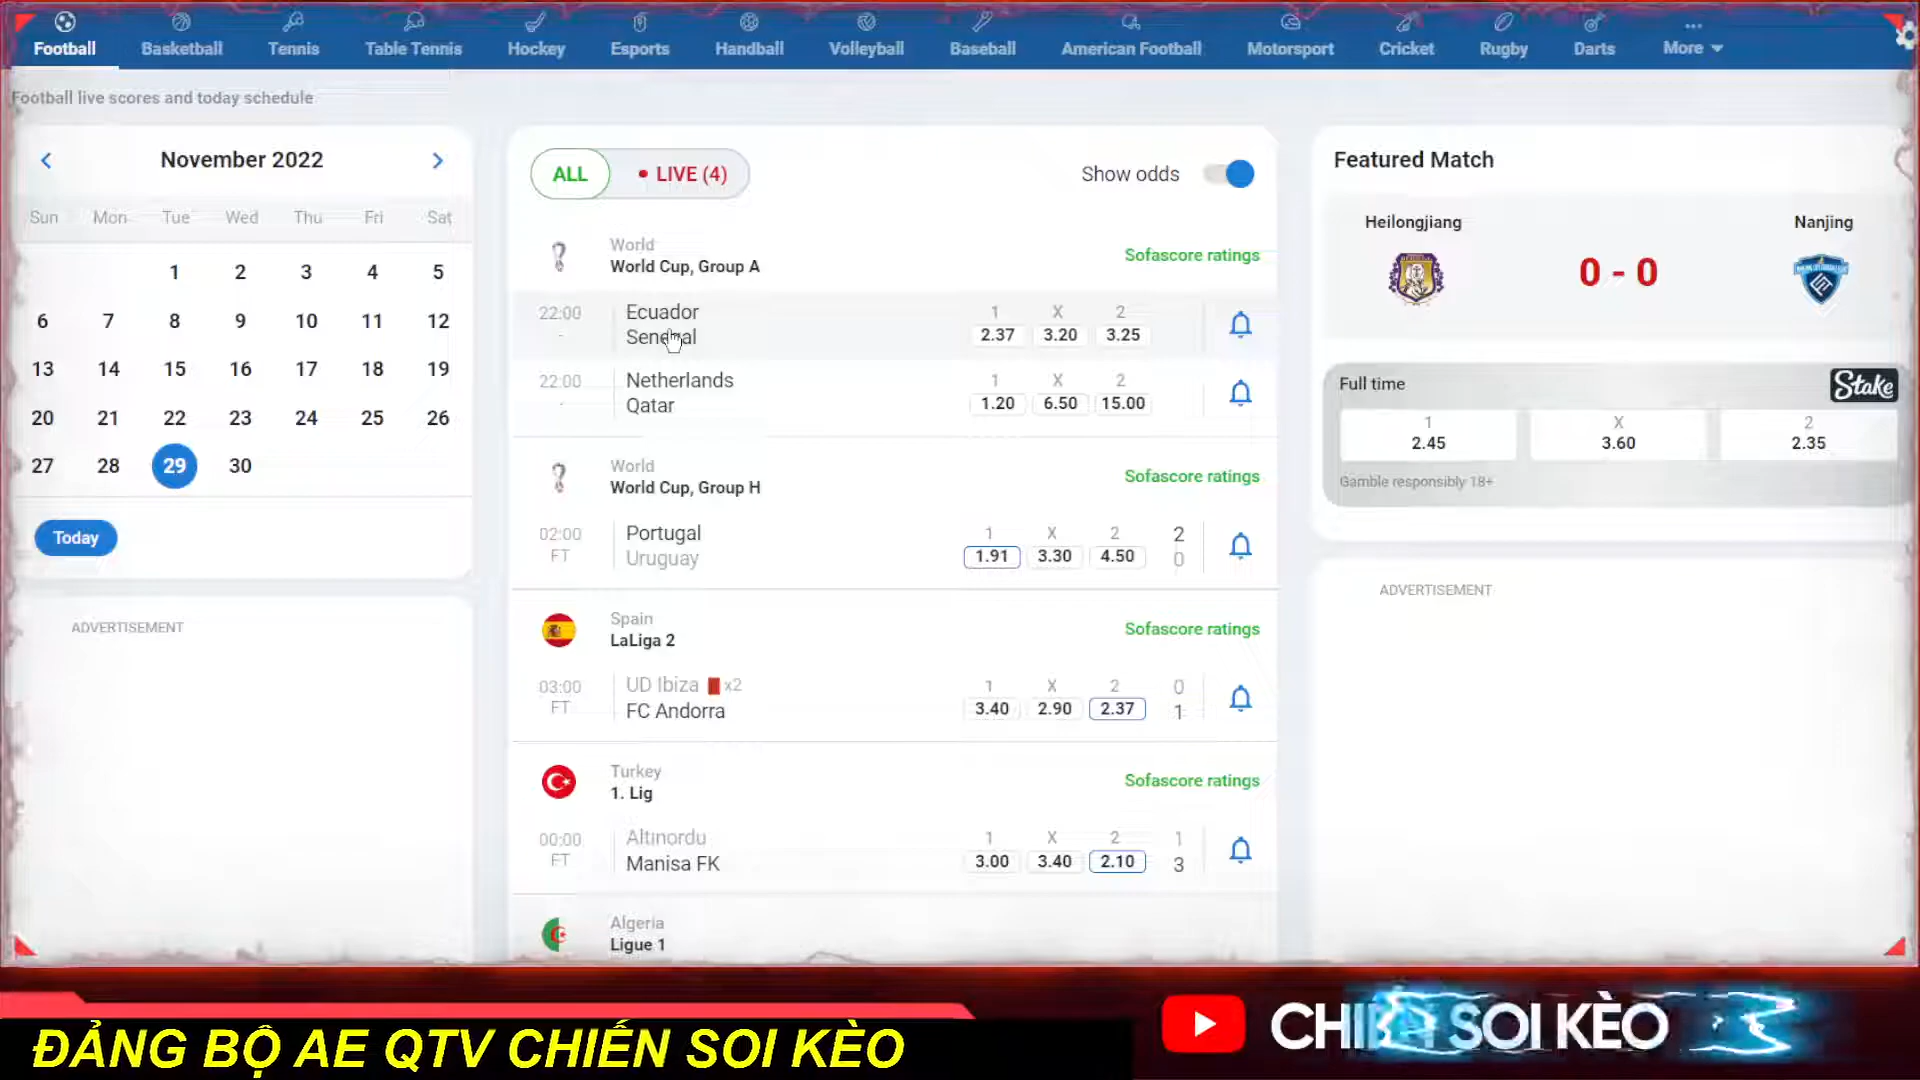 Football
Basketball
Tennis
Table Tennis
Hockey
Esports
Handball
Volleyball
Baseball
American Football
Motorsport
Cricket
Rugby
Darts
More
Football live scores and today schedule
November 2022
Sun Mon Tue Wed Thu Fri Sat
1 2 3 4 5
6 7 8 9 10 11 12
13 14 15 16 17 18 19
20 21 22 23 24 25 26
27 28 29 30
Today
ADVERTISEMENT
ALL
LIVE (4)
Show odds
World
World Cup, Group A
Sofascore ratings
22:00 Ecuador 1 X 2
- Senegal 2.37 3.20 3.25
22:00 Netherlands 1 X 2
- Qatar 1.20 6.50 15.00
World
World Cup, Group H
Sofascore ratings
02:00 Portugal 1 X 2 2
FT Uruguay 1.91 3.30 4.50 0
Spain
LaLiga 2
Sofascore ratings
03:00 UD Ibiza x2 1 X 2 0
FT FC Andorra 3.40 2.90 2.37 1
Turkey
1. Lig
Sofascore ratings
00:00 Altınordu 1 X 2 1
FT Manisa FK 3.00 3.40 2.10 3
Algeria
Ligue 1
Featured Match
Heilongjiang Nanjing
0 - 0
Full time Stake
1 X 2
2.45 3.60 2.35
Gamble responsibly 18+
ADVERTISEMENT
ĐẢNG BỘ AE QTV CHIẾN SOI KÈO
CHIẾN SOI KÈO